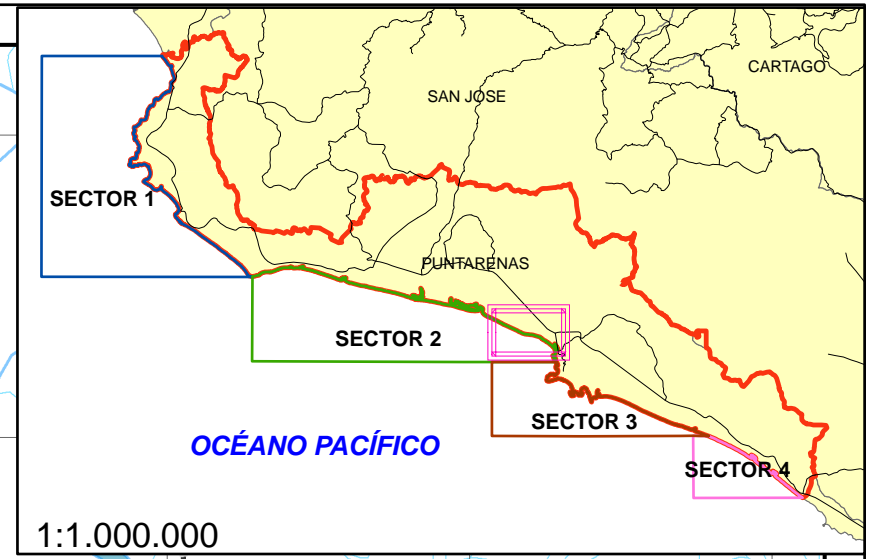 CARTAGO
SAN JOSE
SECTOR 1
PUNTARENAS
SECTOR 2
SECTOR 3
OCÉANO PACÍFICO
SECTOR 4
1:1.000.000